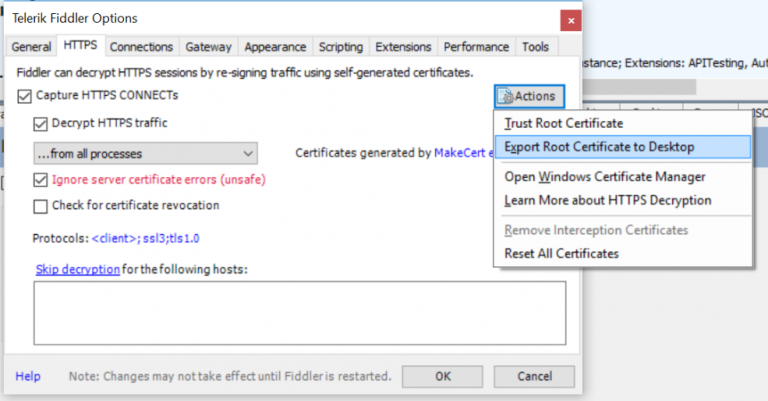 Telerik Fiddler Options
General HTTPS Connections Gateway Appearance Scripting Extensions Performance Tools
Fiddler can decrypt HTTPS sessions by re-signing traffic using self-generated certificates.
stance; Extensions: APITesting, Aut
Capture HTTPS CONNECTs
Actions
Decrypt HTTPS traffic
Trust Root Certificate
...from all processes
Certificates generated by MakeCert e
Export Root Certificate to Desktop
Ignore server certificate errors (unsafe)
Open Windows Certificate Manager
Check for certificate revocation
Learn More about HTTPS Decryption
Protocols: <client>; ssl3;tls1.0
Remove Interception Certificates
Reset All Certificates
Skip decryption for the following hosts:
Help
Note: Changes may not take effect until Fiddler is restarted.
OK
Cancel